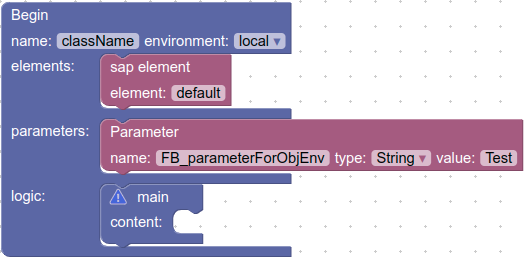 Begin
name: className environment: local
elements:
sap element
element: default
parameters:
Parameter
name: FB_parameterForObjEnv type: String value: Test
logic:
main
content: